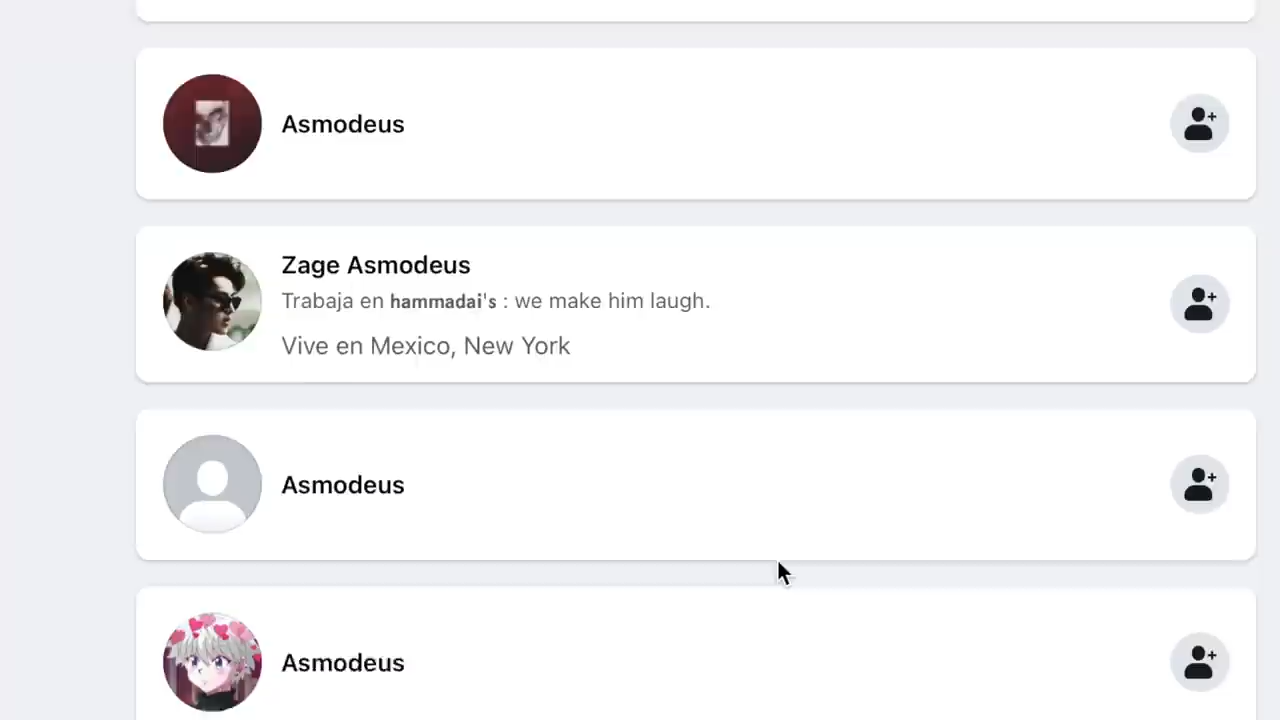 Asmodeus
Zage Asmodeus
Trabaja en hammadai's : we make him laugh.
Vive en Mexico, New York
Asmodeus
Asmodeus